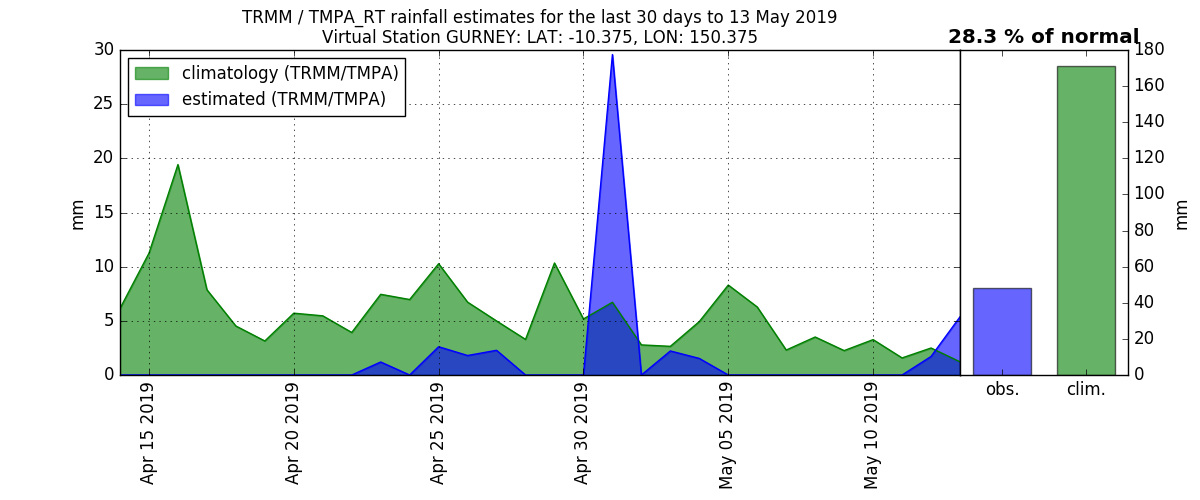 TRMM / TMPA_RT rainfall estimates for the last 30 days to 13 May 2019
Virtual Station GURNEY: LAT: -10.375, LON: 150.375
28.3 % of normal
climatology (TRMM/TMPA)
estimated (TRMM/TMPA)
30
25
20
15
10
5
0
mm
Apr 15 2019
Apr 20 2019
Apr 25 2019
Apr 30 2019
May 05 2019
May 10 2019
180
160
140
120
100
80
60
40
20
0
mm
obs.
clim.